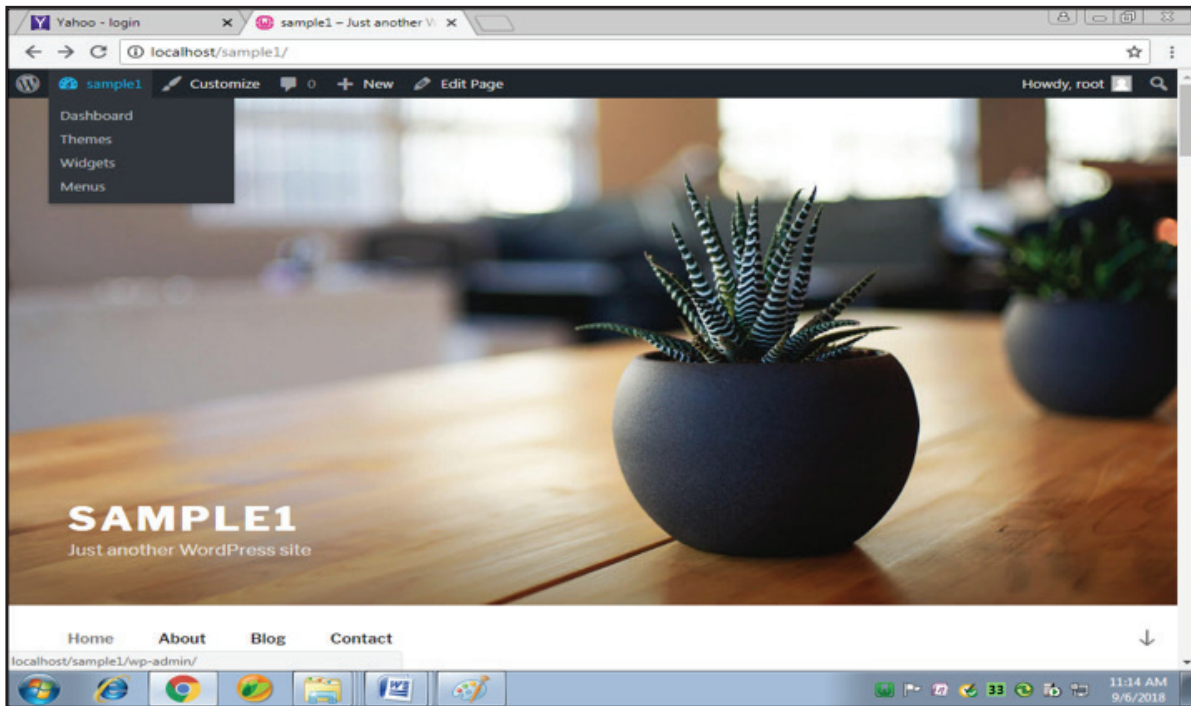 Yahoo - login
sample1 – Just another W
localhost/sample1/
sample1 Customize 0 New Edit Page Howdy, root
Dashboard
Themes
Widgets
Menus
SAMPLE1
Just another WordPress site
Home About Blog Contact
localhost/sample1/wp-admin/
33 11:14 AM
9/6/2018